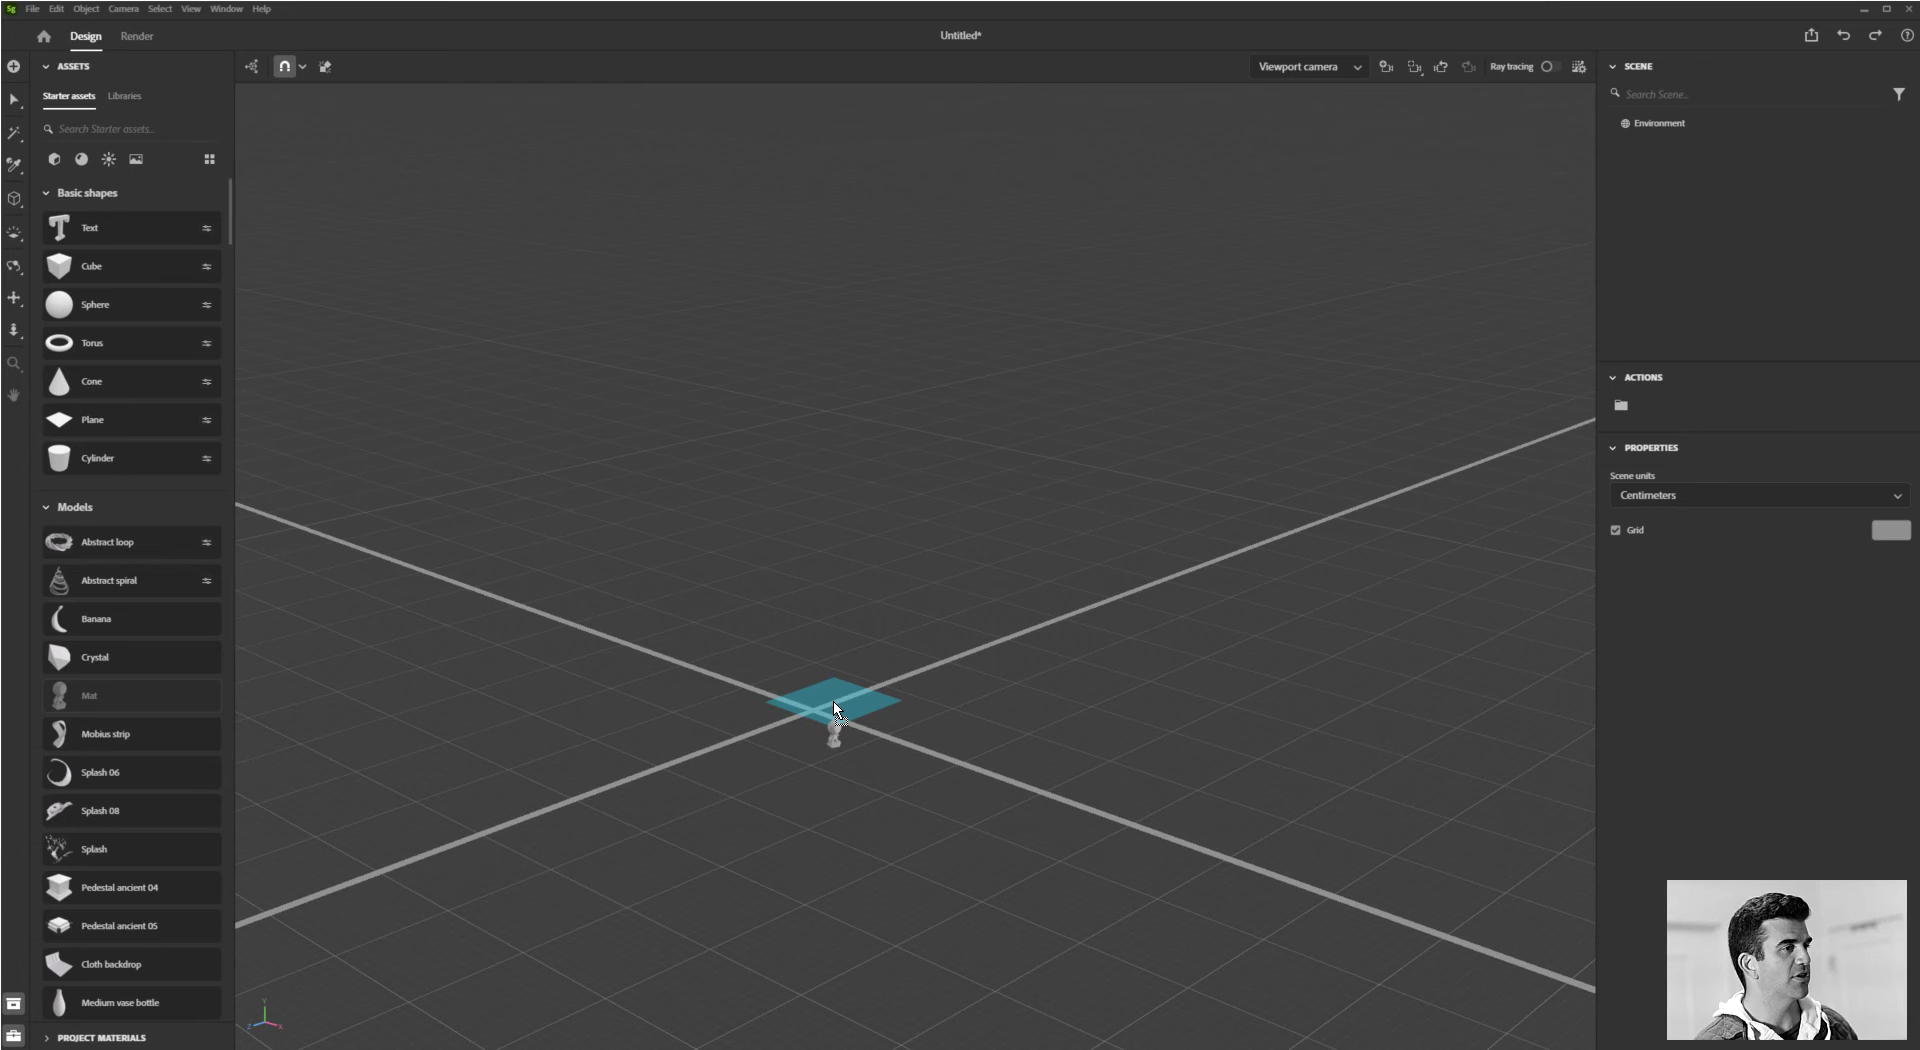 Sg File Edit Object Camera Select View Window Help
Design Render Untitled*
ASSETS
Starter assets Libraries
Search Starter assets...
Basic shapes
Text
Cube
Sphere
Torus
Cone
Plane
Cylinder
Models
Abstract loop
Abstract spiral
Banana
Crystal
Mat
Mobius strip
Splash 06
Splash 08
Splash
Pedestal ancient 04
Pedestal ancient 05
Cloth backdrop
Medium vase bottle
PROJECT MATERIALS
Viewport camera Ray tracing
Y
Z X
SCENE
Search Scene...
Environment
ACTIONS
PROPERTIES
Scene units
Centimeters
Grid